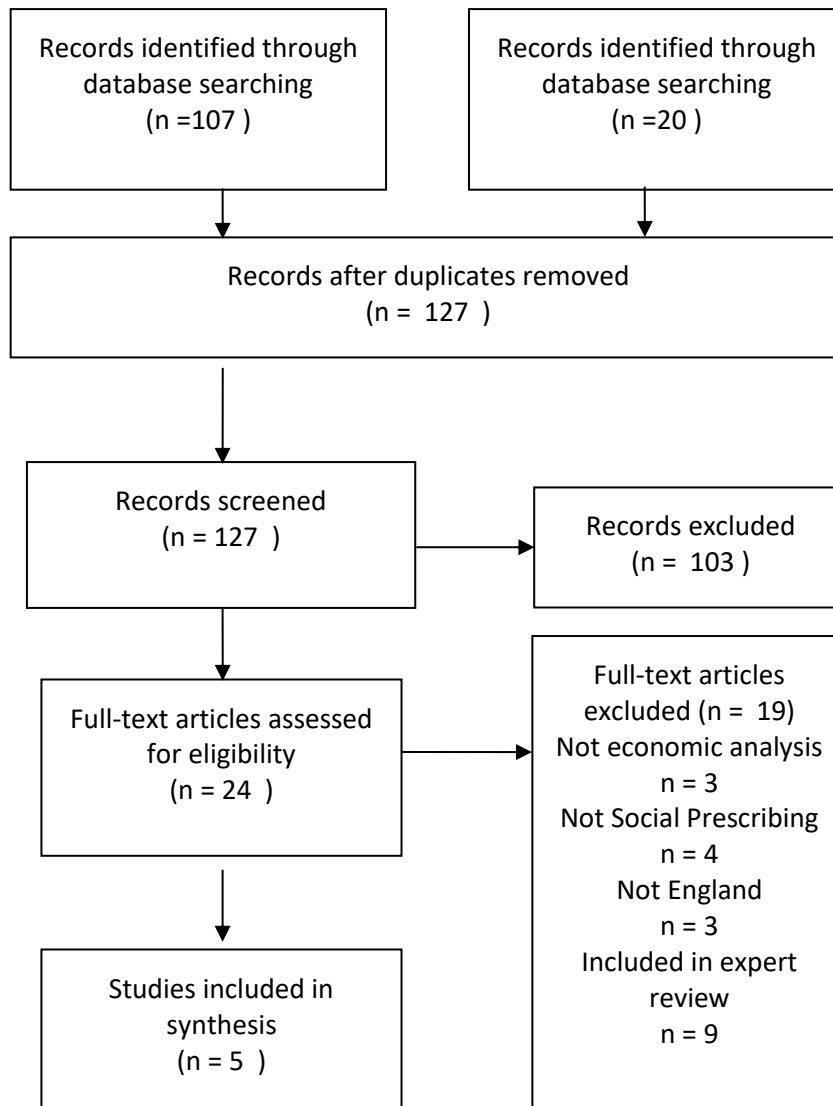 Records identified through
database searching
(n =107 )
Records identified through
database searching
(n =20 )
Records after duplicates removed
(n = 127 )
Records screened
(n = 127 )
Records excluded
(n = 103 )
Full-text articles assessed
for eligibility
(n = 24 )
Full-text articles
excluded (n = 19)
Not economic analysis
n = 3
Not Social Prescribing
n = 4
Not England
n = 3
Included in expert
review
n = 9
Studies included in
synthesis
(n = 5 )